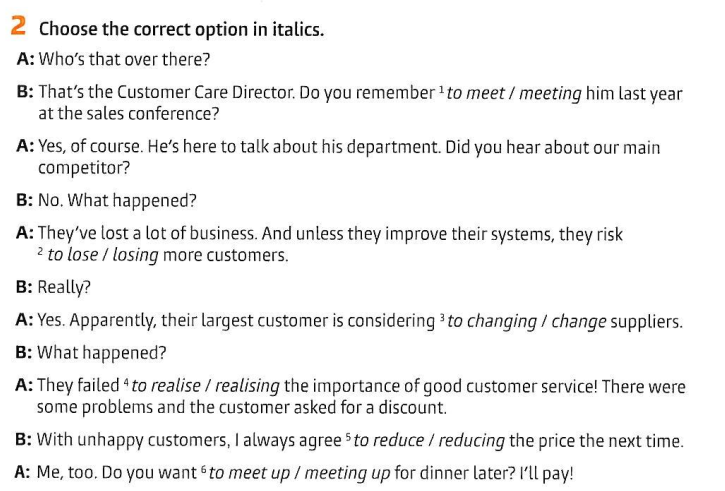 2 Choose the correct option in italics.
A: Who's that over there?
B: That's the Customer Care Director. Do you remember ¹ to meet / meeting him last year
at the sales conference?
A: Yes, of course. He's here to talk about his department. Did you hear about our main
competitor?
B: No. What happened?
A: They've lost a lot of business. And unless they improve their systems, they risk
² to lose / losing more customers.
B: Really?
A: Yes. Apparently, their largest customer is considering ³ to changing / change suppliers.
B: What happened?
A: They failed ⁴ to realise / realising the importance of good customer service! There were
some problems and the customer asked for a discount.
B: With unhappy customers, I always agree ⁵ to reduce / reducing the price the next time.
A: Me, too. Do you want ⁶ to meet up / meeting up for dinner later? I'll pay!